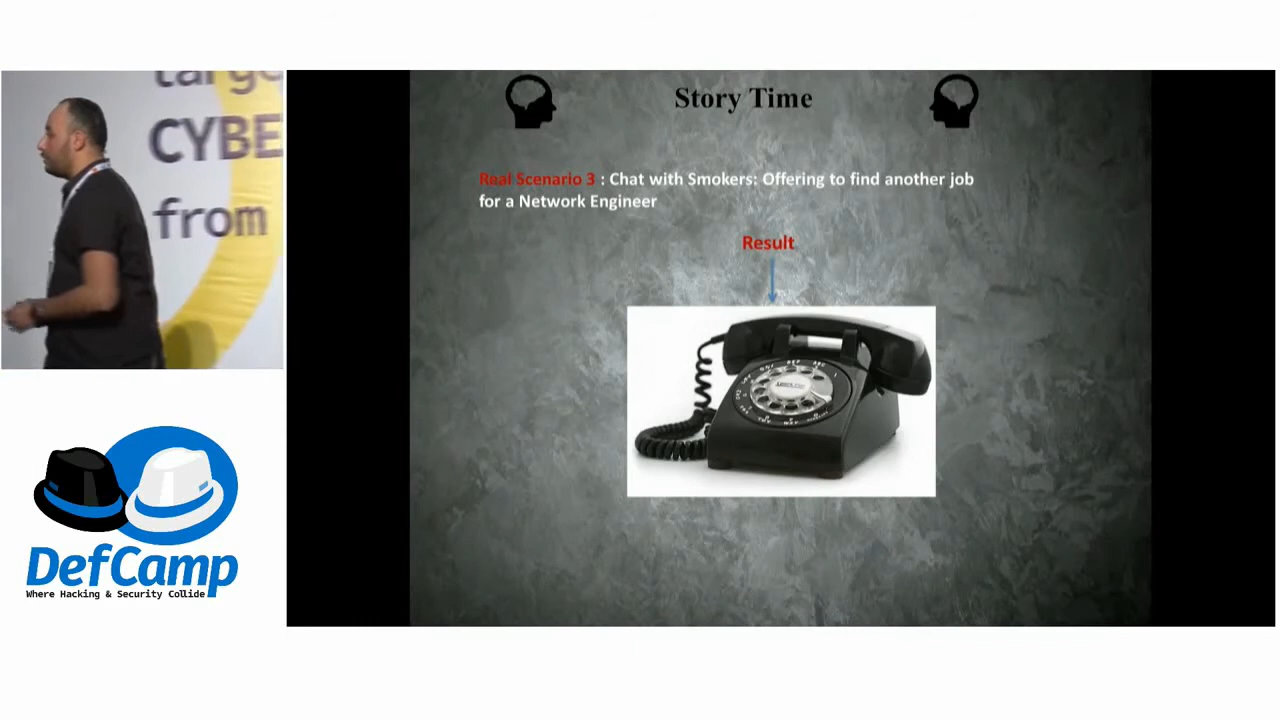 targe
CYBE
from
Story Time
Real Scenario 3 : Chat with Smokers: Offering to find another job
for a Network Engineer
Result
DefCamp
Where Hacking & Security Collide